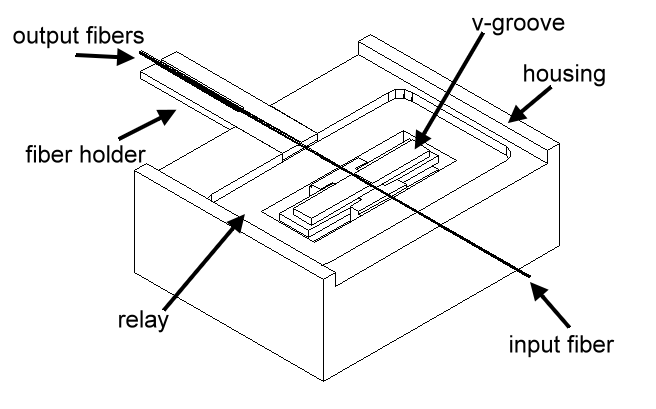 v-groove
output fibers
housing
fiber holder
relay
input fiber